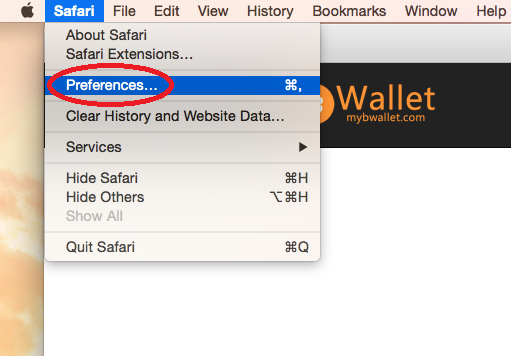 Safari File Edit View History Bookmarks Window Help
About Safari
Safari Extensions…
Preferences… ⌘,
Clear History and Website Data…
Services ▶
Hide Safari ⌘H
Hide Others ⌥⌘H
Show All
Quit Safari ⌘Q
Wallet
mybwallet.com